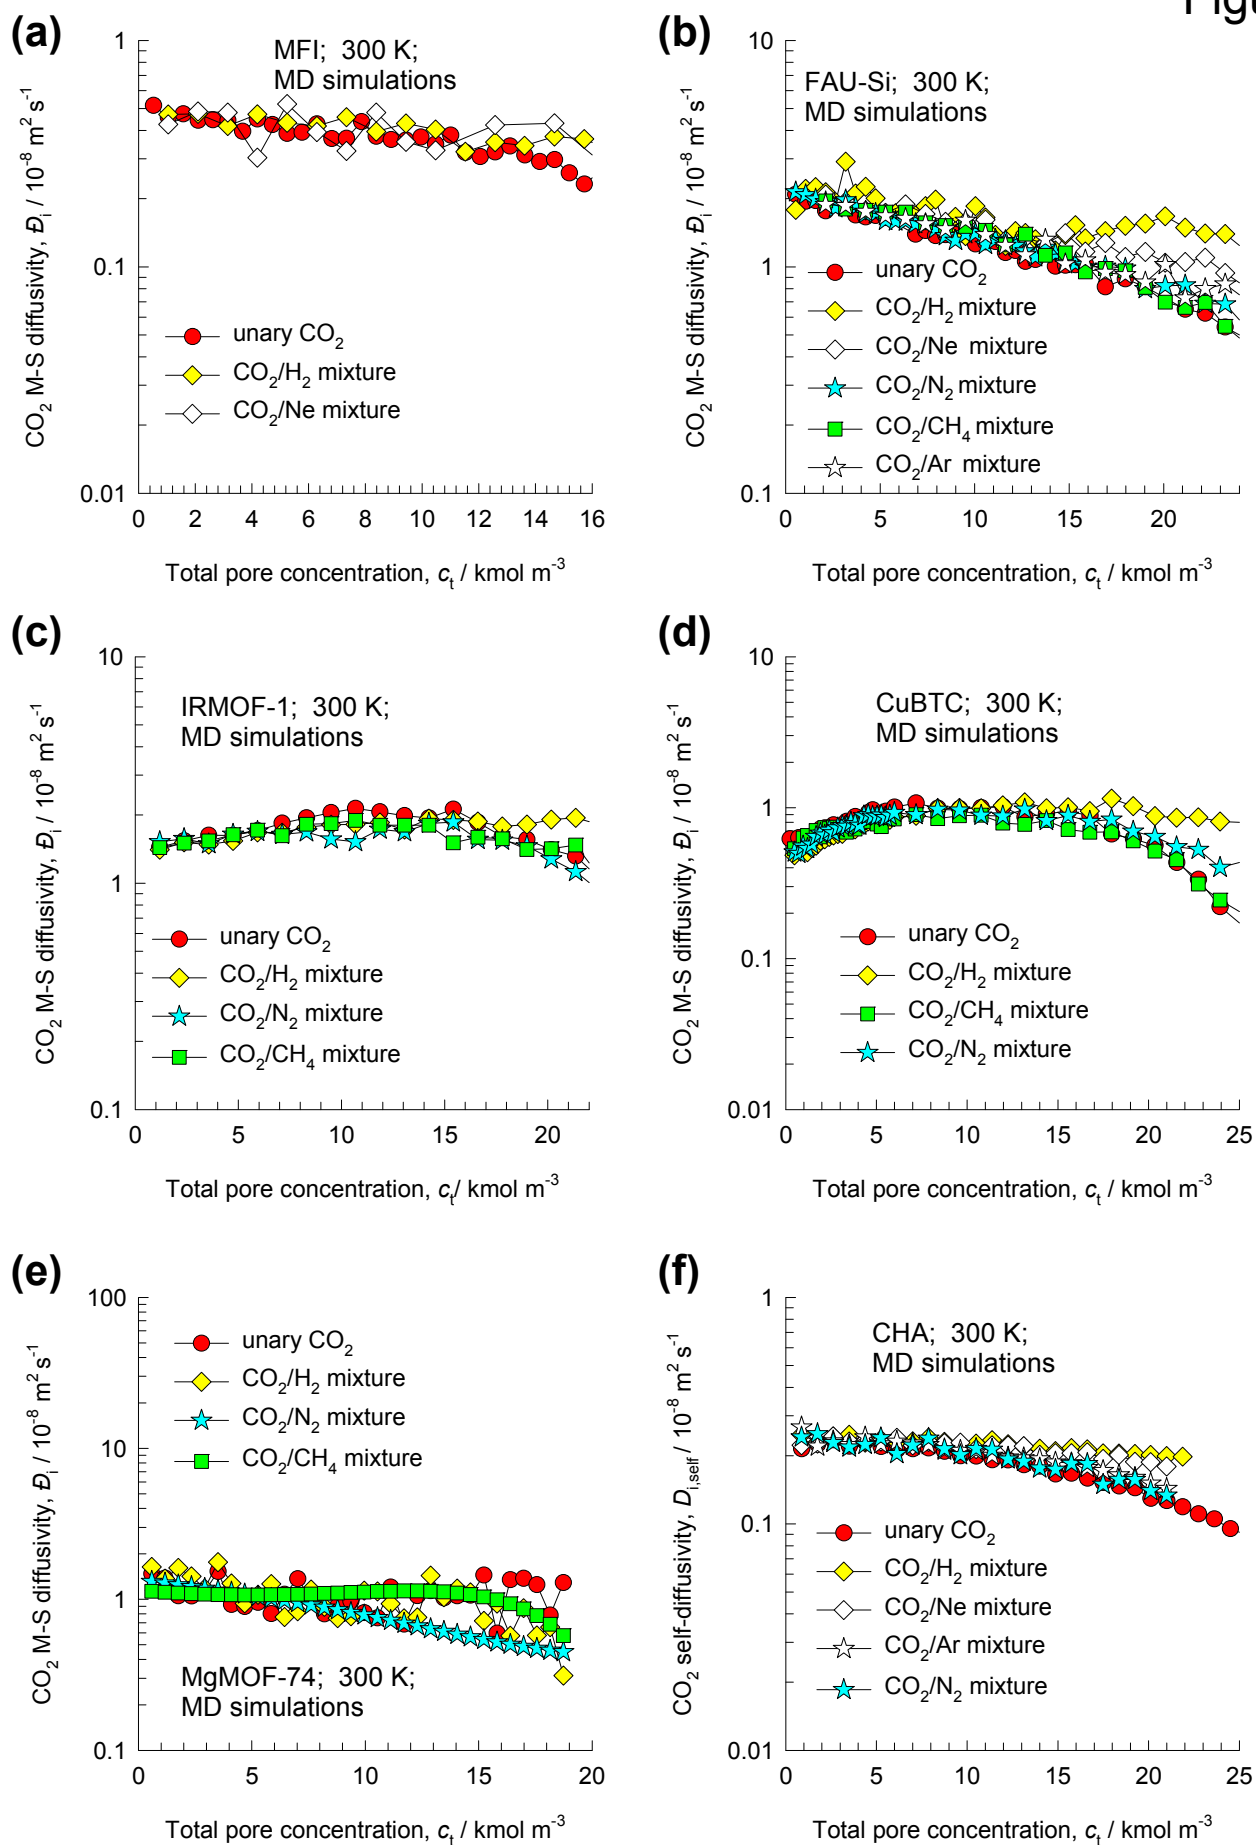 Figu
(a)
MFI; 300 K;
MD simulations
CO2 M-S diffusivity, Đi / 10-8 m2 s-1
1
0.1
0.01
unary CO2
CO2/H2 mixture
CO2/Ne mixture
0 2 4 6 8 10 12 14 16
Total pore concentration, ct / kmol m-3
(b)
FAU-Si; 300 K;
MD simulations
CO2 M-S diffusivity, Đi / 10-8 m2 s-1
10
1
0.1
unary CO2
CO2/H2 mixture
CO2/Ne mixture
CO2/N2 mixture
CO2/CH4 mixture
CO2/Ar mixture
0 5 10 15 20
Total pore concentration, ct / kmol m-3
(c)
IRMOF-1; 300 K;
MD simulations
CO2 M-S diffusivity, Đi / 10-8 m2 s-1
10
1
0.1
unary CO2
CO2/H2 mixture
CO2/N2 mixture
CO2/CH4 mixture
0 5 10 15 20
Total pore concentration, ct/ kmol m-3
(d)
CuBTC; 300 K;
MD simulations
CO2 M-S diffusivity, Đi / 10-8 m2 s-1
10
1
0.1
0.01
unary CO2
CO2/H2 mixture
CO2/CH4 mixture
CO2/N2 mixture
0 5 10 15 20 25
Total pore concentration, ct / kmol m-3
(e)
CO2 M-S diffusivity, Đi / 10-8 m2 s-1
100
10
1
0.1
unary CO2
CO2/H2 mixture
CO2/N2 mixture
CO2/CH4 mixture
MgMOF-74; 300 K;
MD simulations
0 5 10 15 20
Total pore concentration, ct / kmol m-3
(f)
CHA; 300 K;
MD simulations
CO2 self-diffusivity, Di,self / 10-8 m2 s-1
1
0.1
0.01
unary CO2
CO2/H2 mixture
CO2/Ne mixture
CO2/Ar mixture
CO2/N2 mixture
0 5 10 15 20 25
Total pore concentration, ct / kmol m-3